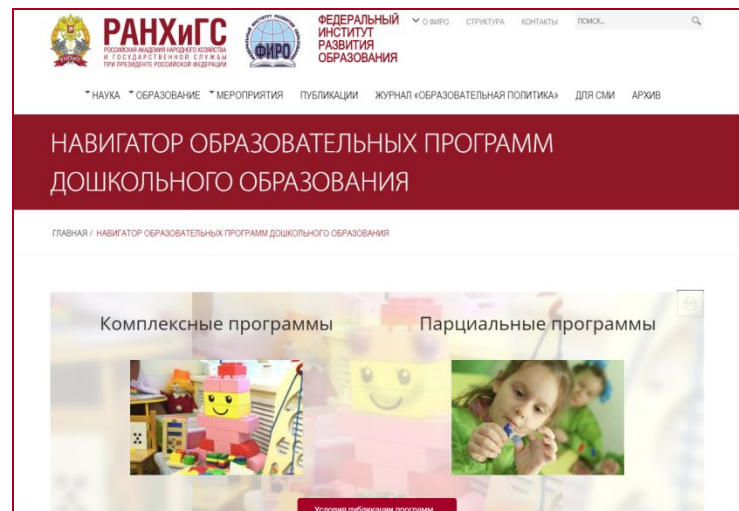 РАНХиГС
РОССИЙСКАЯ АКАДЕМИЯ НАРОДНОГО ХОЗЯЙСТВА
И ГОСУДАРСТВЕННОЙ СЛУЖБЫ
ПРИ ПРЕЗИДЕНТЕ РОССИЙСКОЙ ФЕДЕРАЦИИ
ФИРО
ФЕДЕРАЛЬНЫЙ
ИНСТИТУТ
РАЗВИТИЯ
ОБРАЗОВАНИЯ
О ФИРО СТРУКТУРА КОНТАКТЫ ПОИСК...
НАУКА ОБРАЗОВАНИЕ МЕРОПРИЯТИЯ ПУБЛИКАЦИИ ЖУРНАЛ «ОБРАЗОВАТЕЛЬНАЯ ПОЛИТИКА» ДЛЯ СМИ АРХИВ
НАВИГАТОР ОБРАЗОВАТЕЛЬНЫХ ПРОГРАММ
ДОШКОЛЬНОГО ОБРАЗОВАНИЯ
ГЛАВНАЯ / НАВИГАТОР ОБРАЗОВАТЕЛЬНЫХ ПРОГРАММ ДОШКОЛЬНОГО ОБРАЗОВАНИЯ
Комплексные программы Парциальные программы
Условия публикации программ